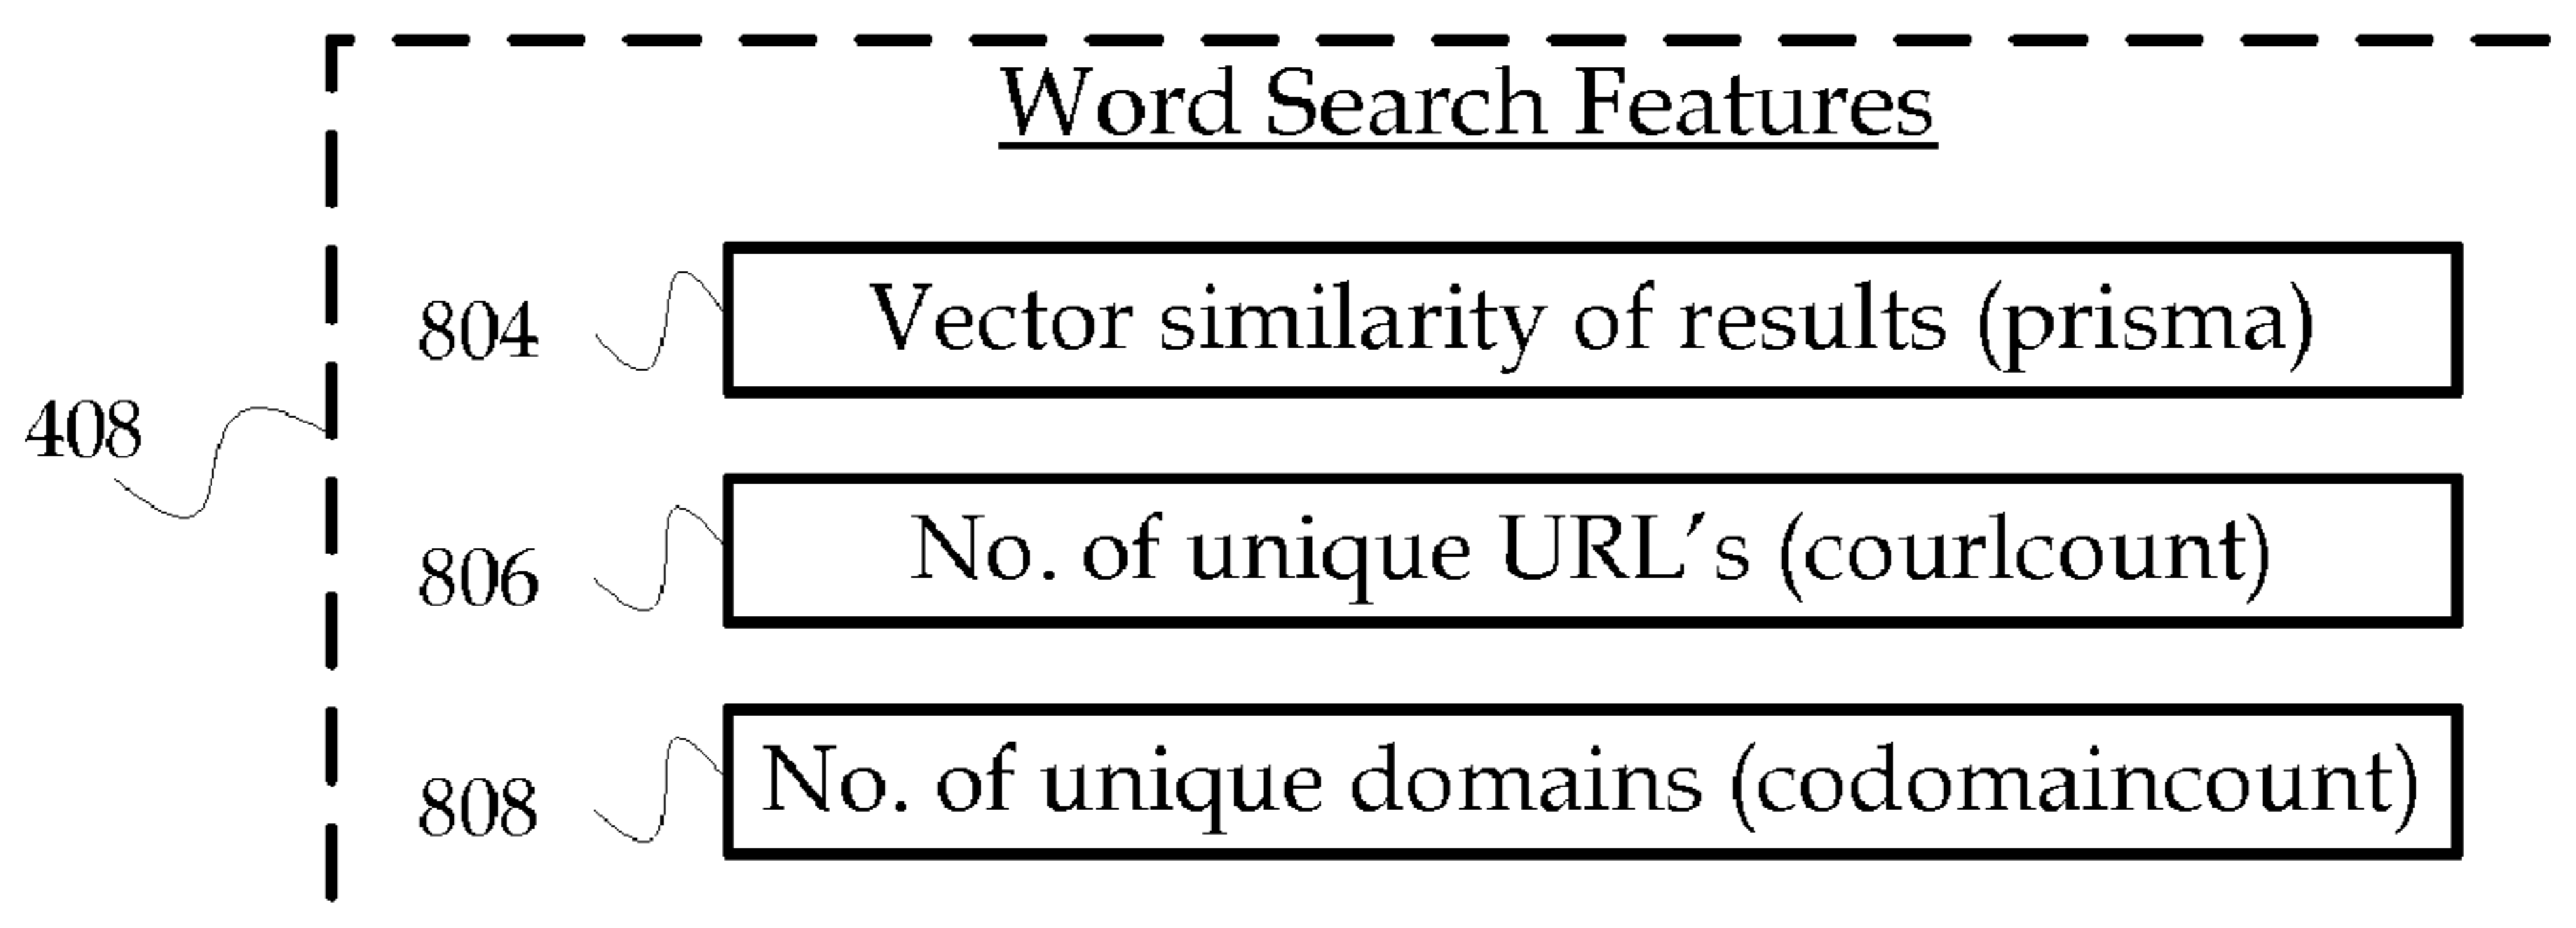 Word Search Features
804 Vector similarity of results (prisma)
408
806 No. of unique URL's (courlcount)
808 No. of unique domains (codomaincount)